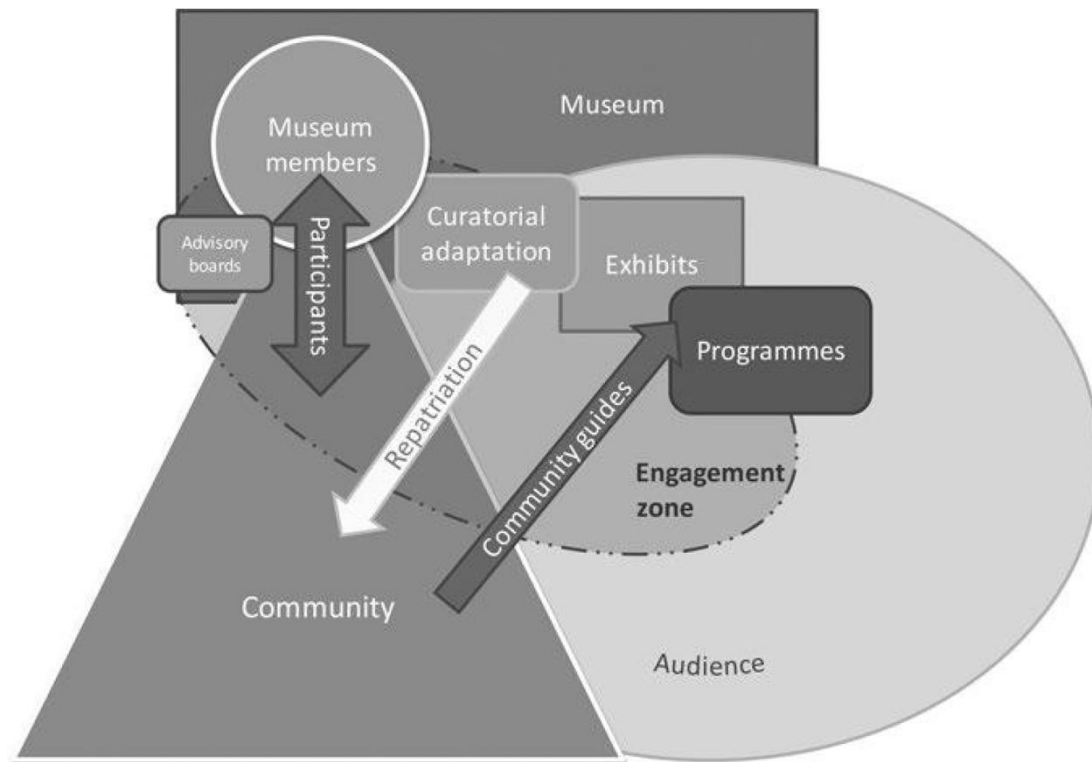 Museum
Museum
members
Participants
Advisory
boards
Curatorial
adaptation
Exhibits
Programmes
Repatriation
Community guides
Engagement
zone
Community
Audience